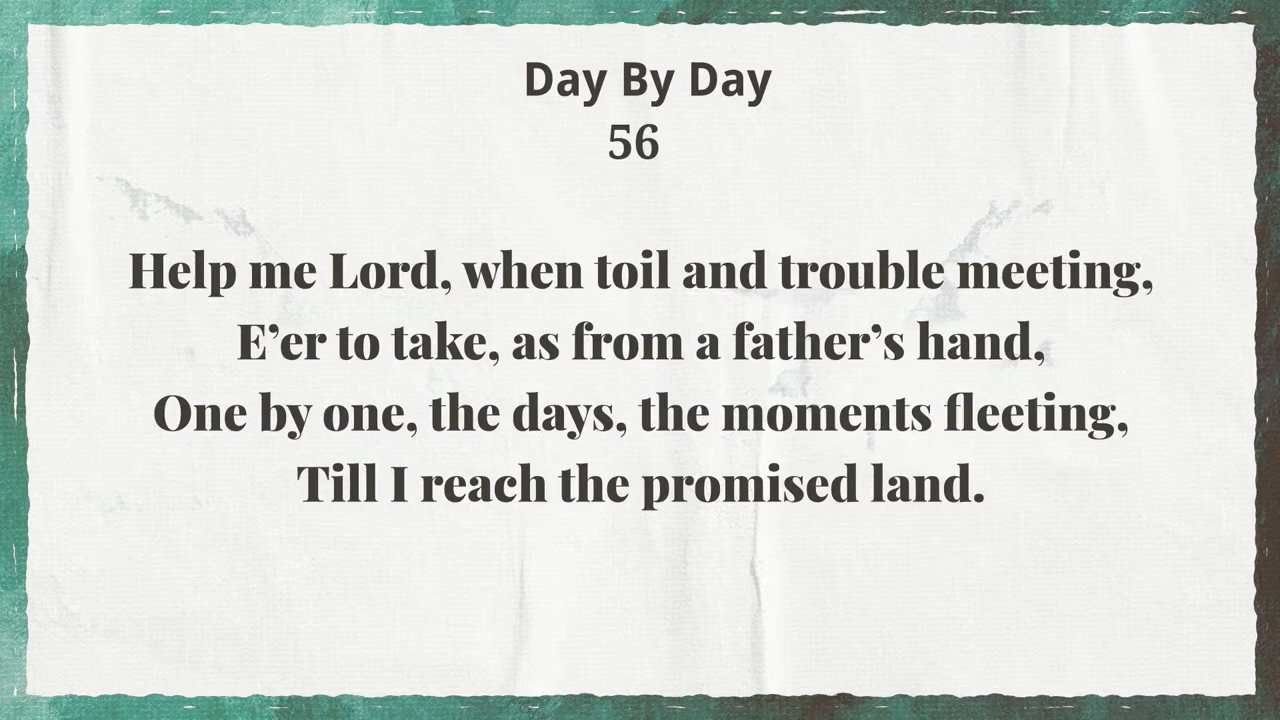 Day By Day
56
Help me Lord, when toil and trouble meeting,
E’er to take, as from a father’s hand,
One by one, the days, the moments fleeting,
Till I reach the promised land.